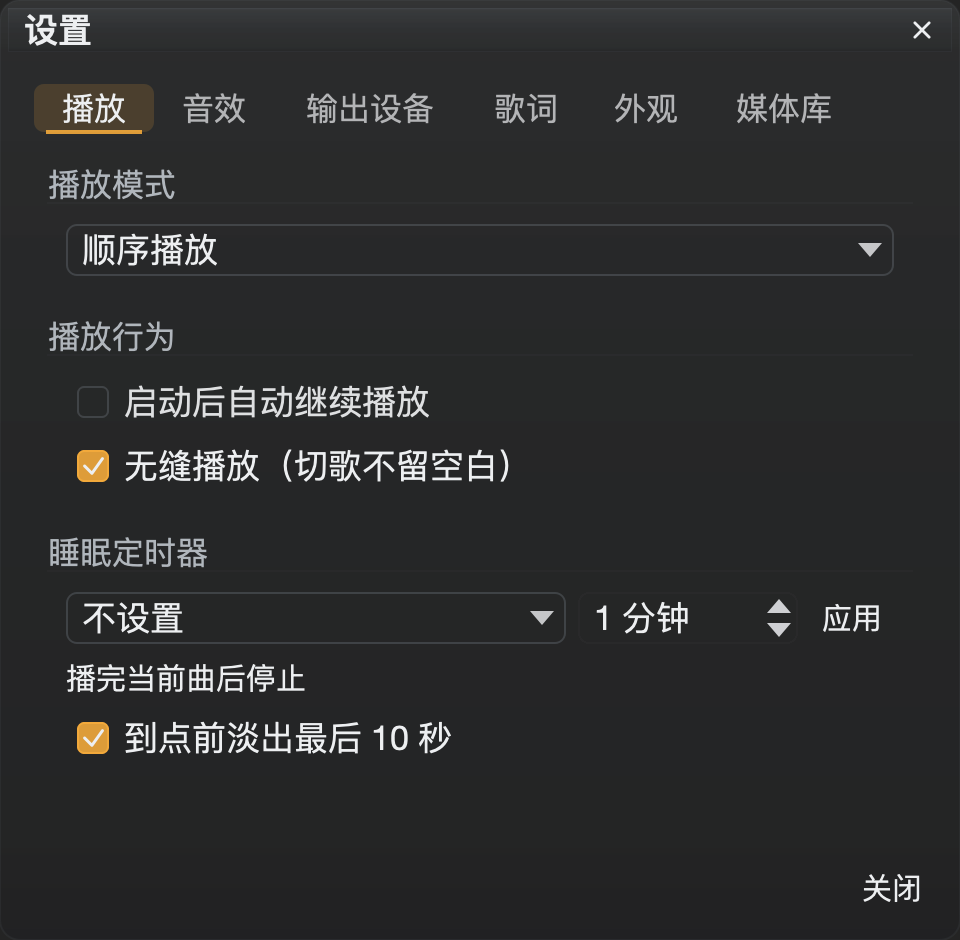 设置
播放 音效 输出设备 歌词 外观 媒体库
播放模式
顺序播放
播放行为
启动后自动继续播放
无缝播放（切歌不留空白）
睡眠定时器
不设置 1 分钟 应用
播完当前曲后停止
到点前淡出最后 10 秒
关闭